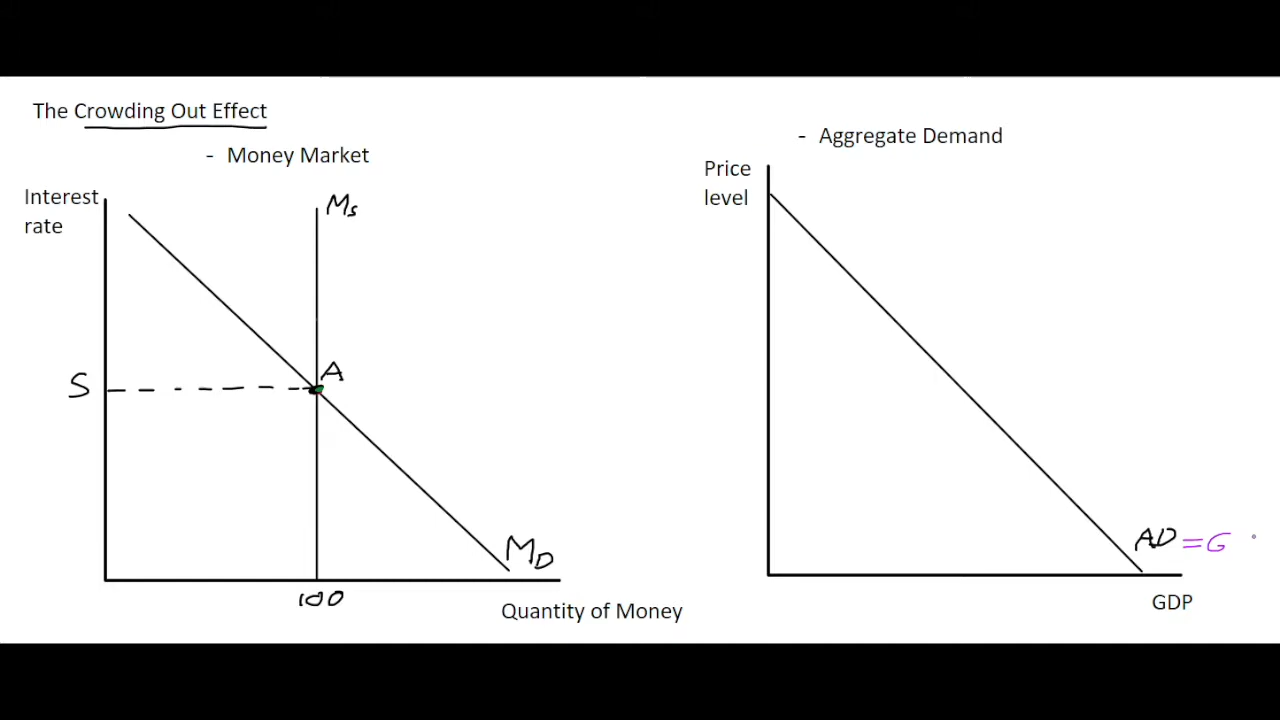 The Crowding Out Effect
- Money Market
Interest
rate
Ms
A
S
MD
100
Quantity of Money
- Aggregate Demand
Price
level
AD = G
GDP